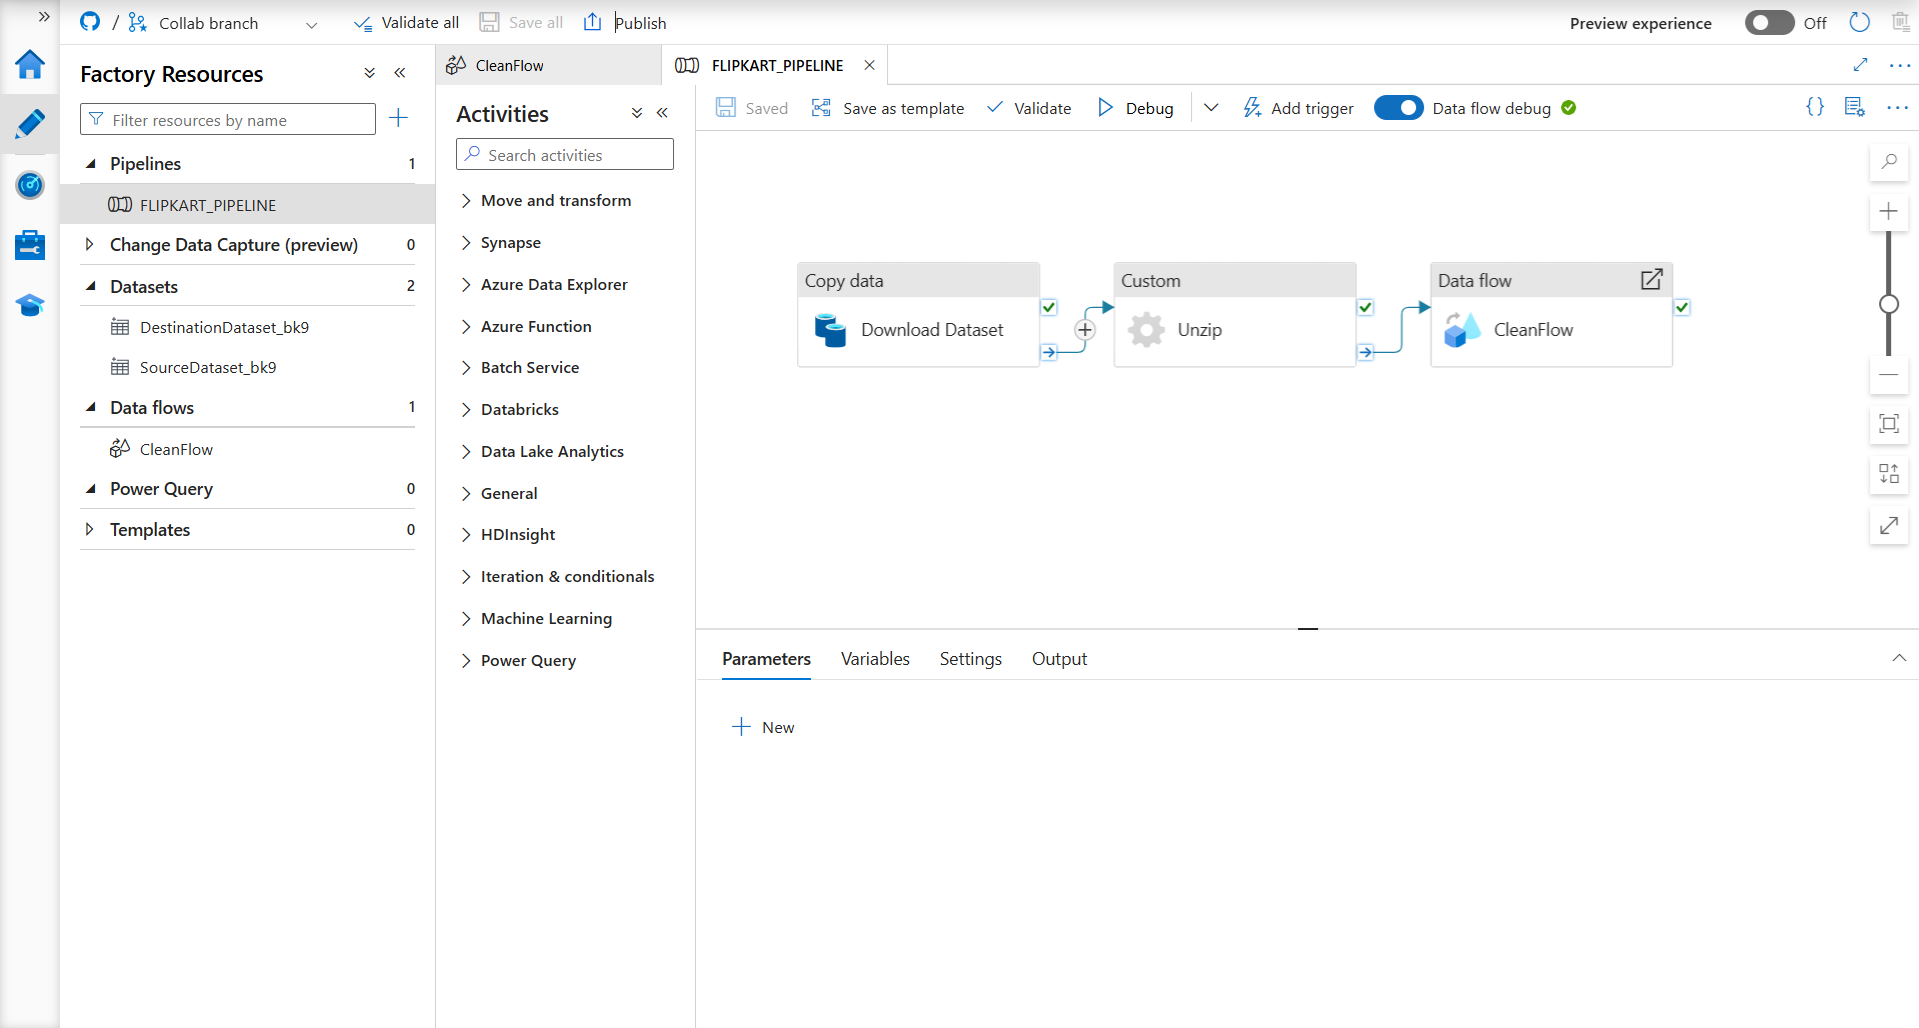 / Collab branch Validate all Save all Publish Preview experience Off
Factory Resources
Filter resources by name
Pipelines 1
FLIPKART_PIPELINE
Change Data Capture (preview) 0
Datasets 2
DestinationDataset_bk9
SourceDataset_bk9
Data flows 1
CleanFlow
Power Query 0
Templates 0
CleanFlow FLIPKART_PIPELINE
Activities
Search activities
Move and transform
Synapse
Azure Data Explorer
Azure Function
Batch Service
Databricks
Data Lake Analytics
General
HDInsight
Iteration & conditionals
Machine Learning
Power Query
Saved Save as template Validate Debug Add trigger Data flow debug {} ...
Copy data
Download Dataset
Custom
Unzip
Data flow
CleanFlow
Parameters Variables Settings Output
New